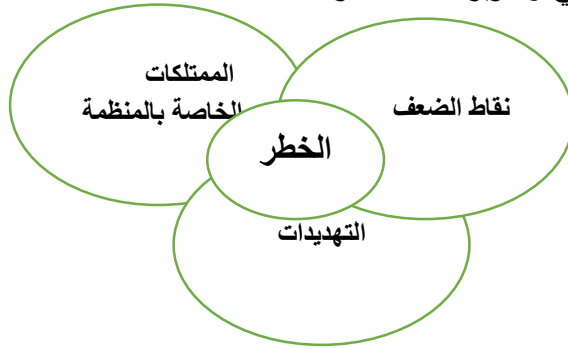 الممتلكات
الخاصة بالمنظمة
نقاط الضعف
الخطر
التهديدات